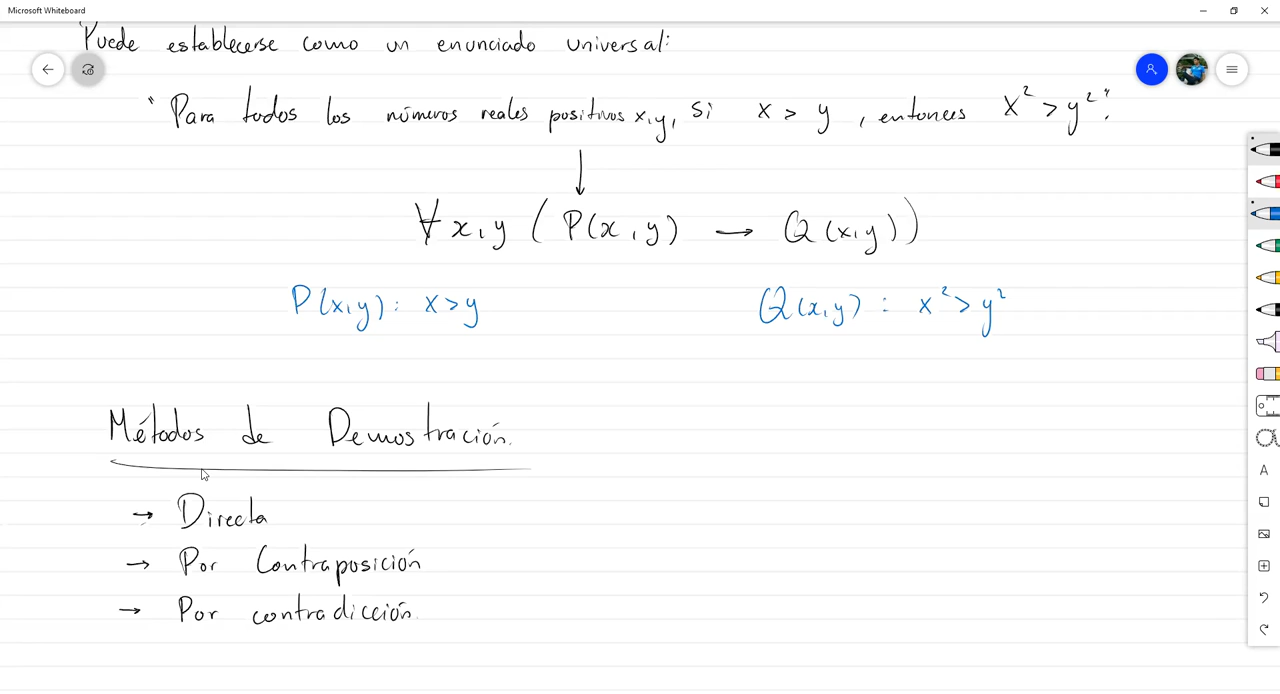 Microsoft Whiteboard
Puede establecerse como un enunciado universal:
"Para todos los números reales positivos x,y, si x > y, entonces x² > y²".
↓
∀ x,y ( P(x,y) → Q(x,y))
P(x,y): x>y Q(x,y) : x² > y²
Métodos de Demostración.
→ Directa
→ Por Contraposición
→ Por contradicción.
A